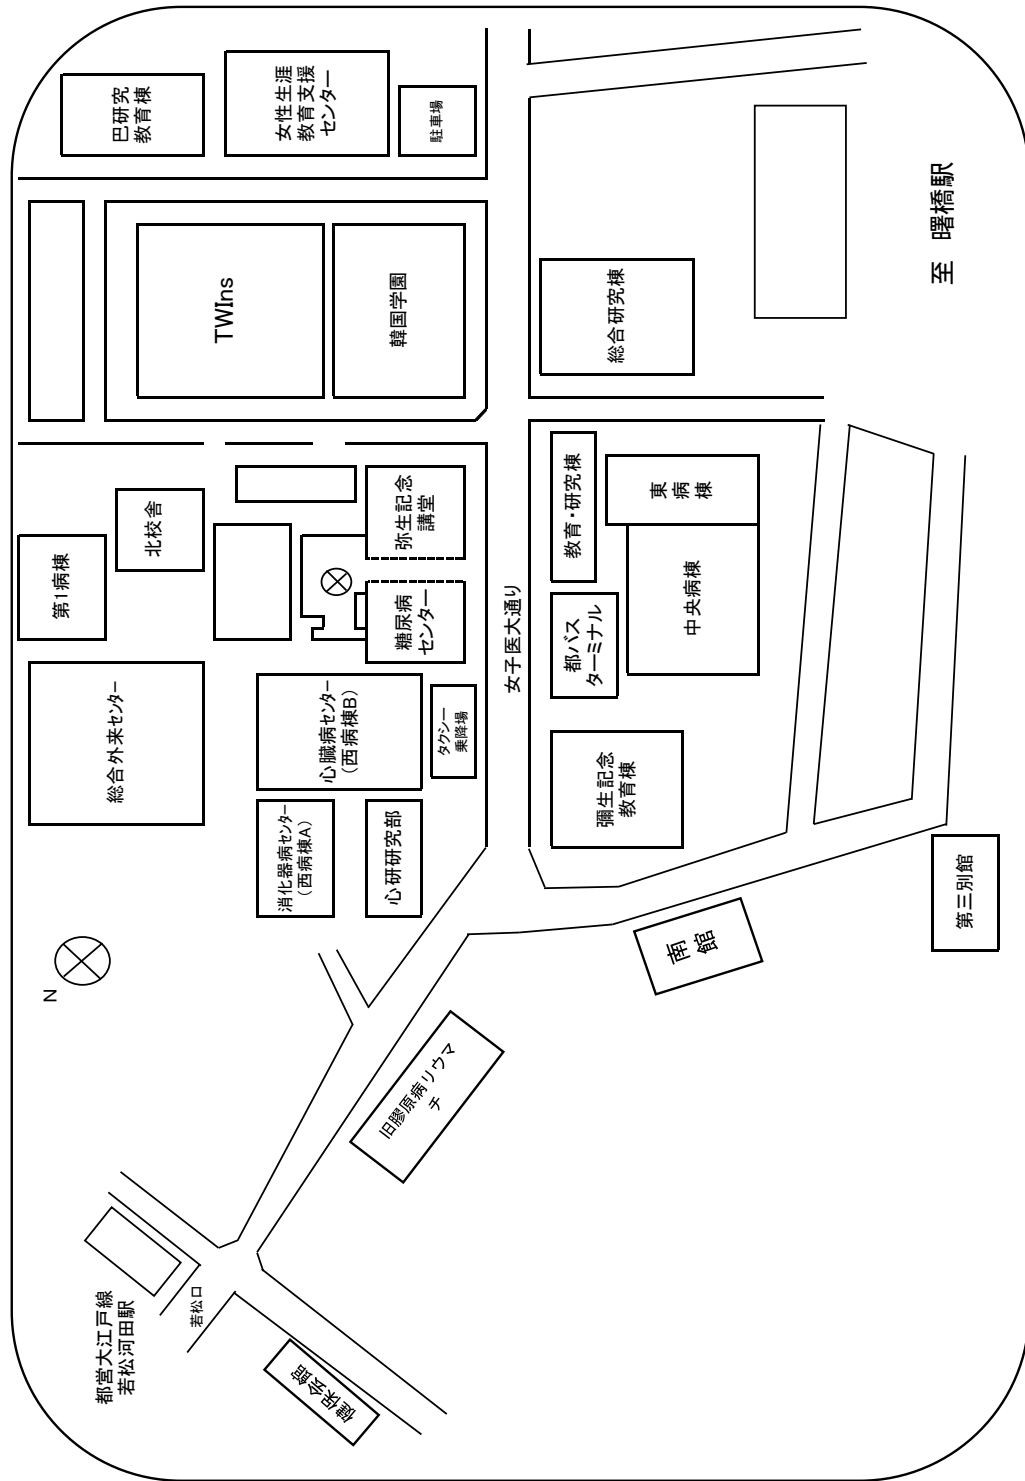 巴研究
教育棟
女性生涯
教育支援
センター
駐車場
TWIns
韓国学園
総合研究棟
至　曙橋駅
第1病棟
北校舎
弥生記念
講堂
糖尿病
センター
教育・研究棟
東
病
棟
中央病棟
都バス
ターミナル
女子医大通り
総合外来センター
心臓病センター
（西病棟B）
タクシー
乗降場
彌生記念
教育棟
消化器病センター
（西病棟A）
心研研究部
第三別館
南
館
N
旧膠原病リウマ
チ
都営大江戸線
若松河田駅
若松口
健保会館